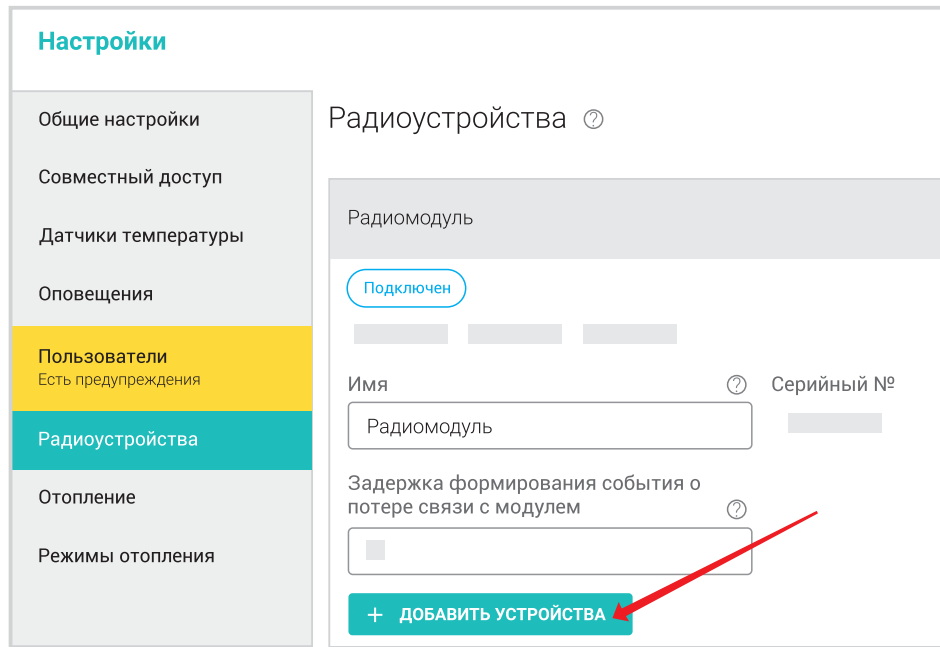 Настройки
Общие настройки
Совместный доступ
Датчики температуры
Оповещения
Пользователи
Есть предупреждения
Радиоустройства
Отопление
Режимы отопления
Радиоустройства ?
Радиомодуль
Подключен
Имя ?
Серийный №
Радиомодуль
Задержка формирования события о
потере связи с модулем ?
+ ДОБАВИТЬ УСТРОЙСТВА